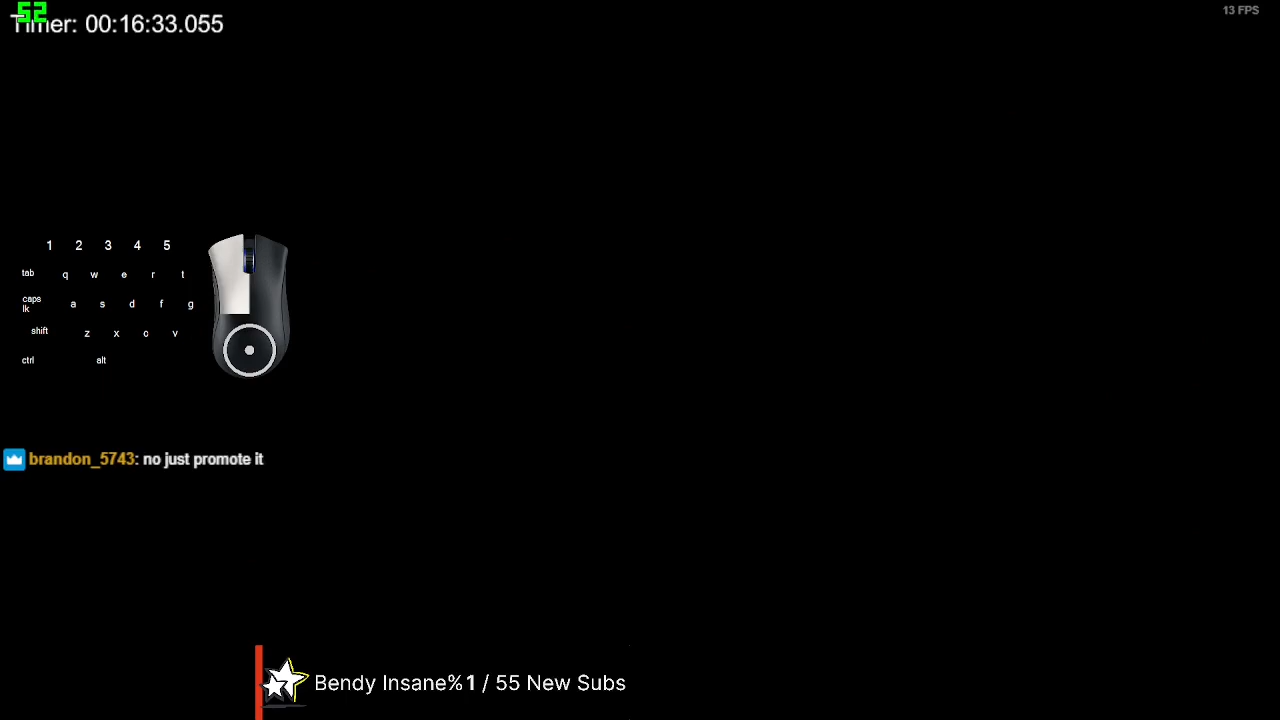 52
Timer: 00:16:33.055
13 FPS
1 2 3 4 5
tab q w e r t
caps lk a s d f g
shift z x c v
ctrl alt
brandon_5743: no just promote it
Bendy Insane%1 / 55 New Subs